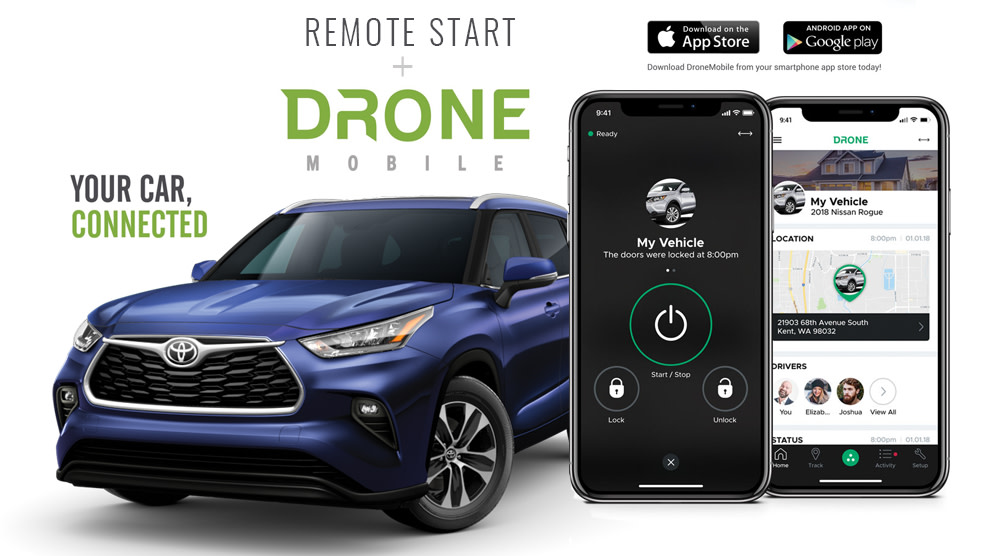 REMOTE START
+
DRONE
MOBILE
YOUR CAR,
CONNECTED
Download on the
App Store
ANDROID APP ON
Google play
Download DroneMobile from your smartphone app store today!
9:41
Ready
My Vehicle
The doors were locked at 8:00pm
Start / Stop
Lock
Unlock
9:41
DRONE
My Vehicle
2018 Nissan Rogue
LOCATION
8:00pm | 01.01.18
21903 68th Avenue South
Kent, WA 98032
DRIVERS
You
Elizab...
Joshua
View All
STATUS
8:00pm | 01.01.18
Home
Track
Activity
Setup